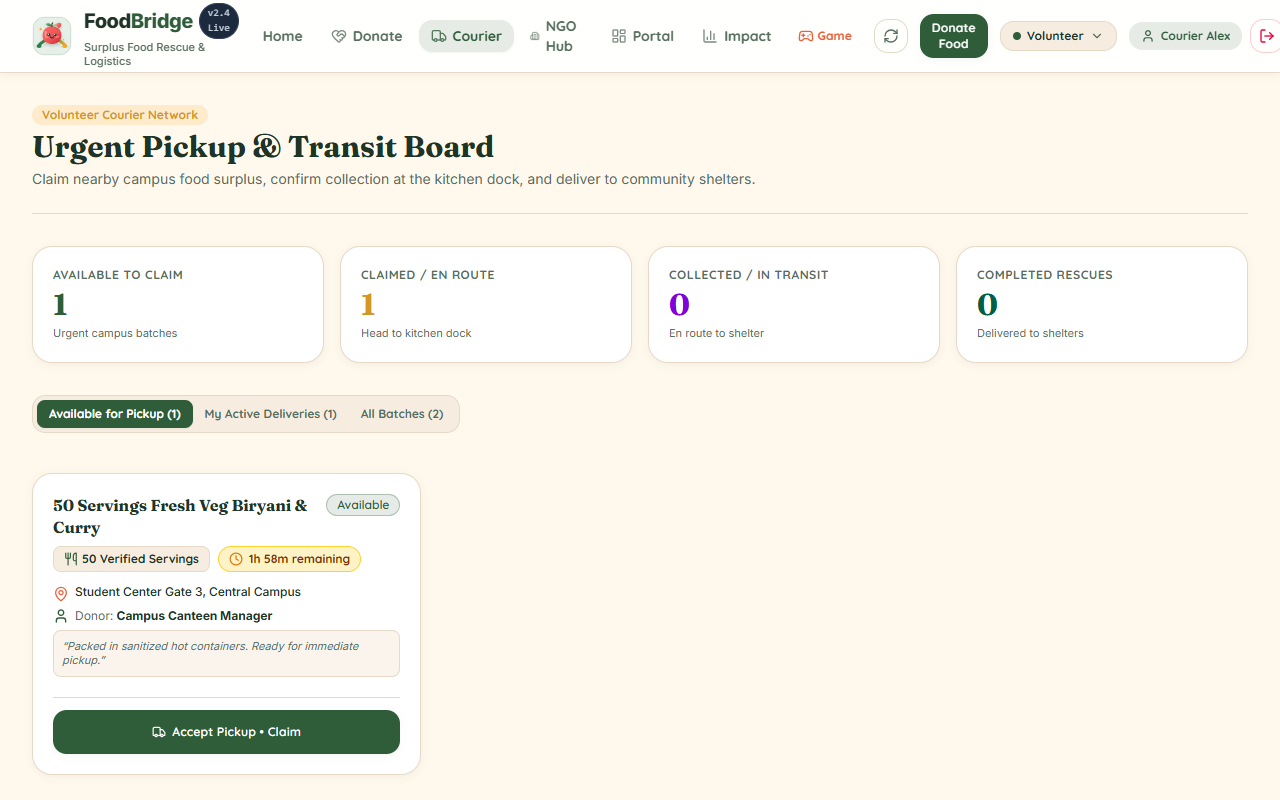 FoodBridge
v2.4
Live
Surplus Food Rescue &
Logistics
Home
Donate
Courier
NGO
Hub
Portal
Impact
Game
Donate
Food
Volunteer
Courier Alex
Volunteer Courier Network
Urgent Pickup & Transit Board
Claim nearby campus food surplus, confirm collection at the kitchen dock, and deliver to community shelters.
AVAILABLE TO CLAIM
1
Urgent campus batches
CLAIMED / EN ROUTE
1
Head to kitchen dock
COLLECTED / IN TRANSIT
0
En route to shelter
COMPLETED RESCUES
0
Delivered to shelters
Available for Pickup (1)
My Active Deliveries (1)
All Batches (2)
50 Servings Fresh Veg Biryani &
Curry
Available
50 Verified Servings
1h 58m remaining
Student Center Gate 3, Central Campus
Donor: Campus Canteen Manager
"Packed in sanitized hot containers. Ready for immediate
pickup."
Accept Pickup • Claim